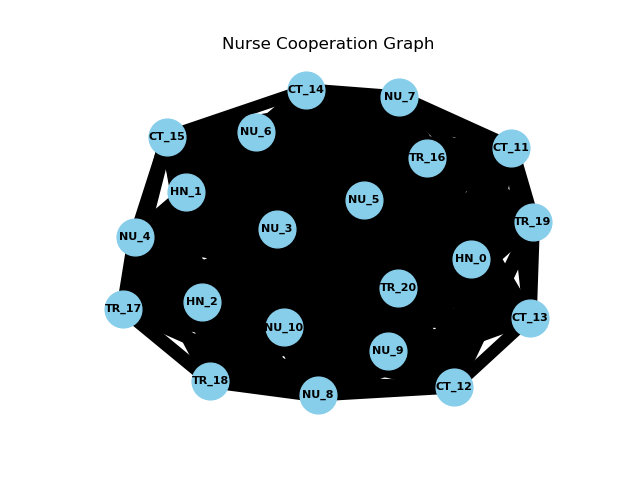 Nurse Cooperation Graph
CT_14
NU_7
NU_6
CT_15
CT_11
TR_16
HN_1
NU_5
TR_19
NU_3
NU_4
HN_0
TR_20
HN_2
TR_17
CT_13
NU_10
NU_9
TR_18
CT_12
NU_8